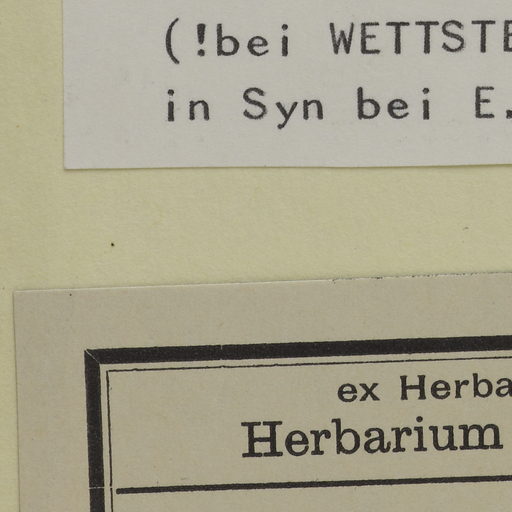 (!bei WETTSTE
in Syn bei E.
ex Herba
Herbarium